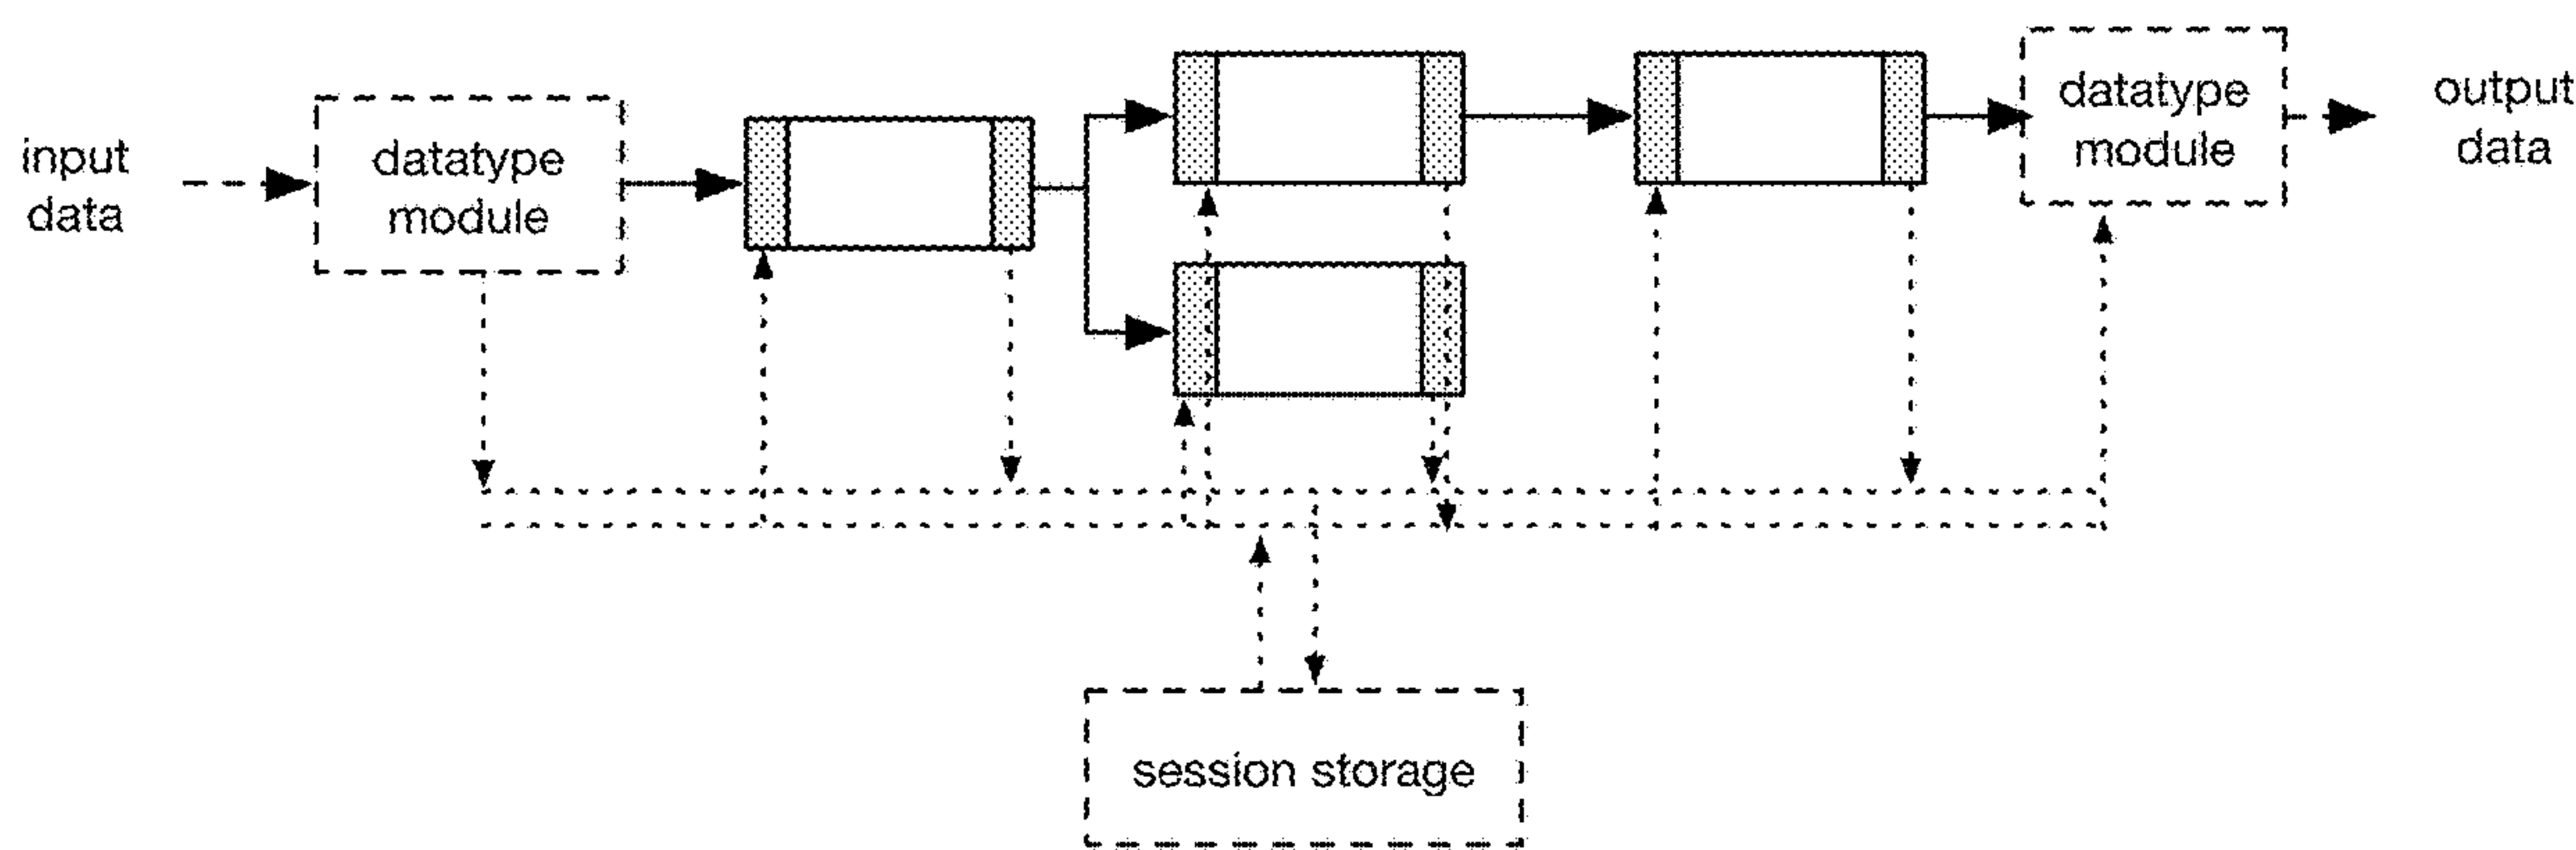 input
data
datatype
module
datatype
module
output
data
session storage